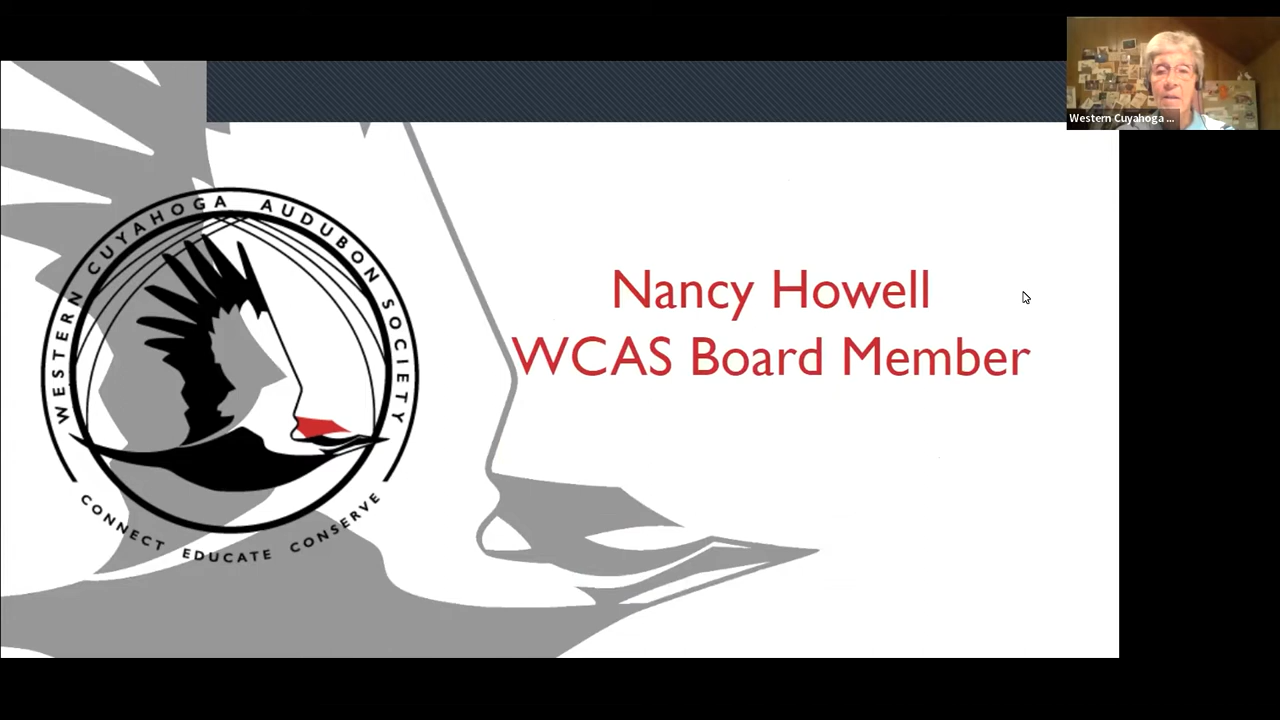 Western Cuyahoga ...
WESTERN CUYAHOGA AUDUBON SOCIETY
CONNECT EDUCATE CONSERVE
Nancy Howell
WCAS Board Member